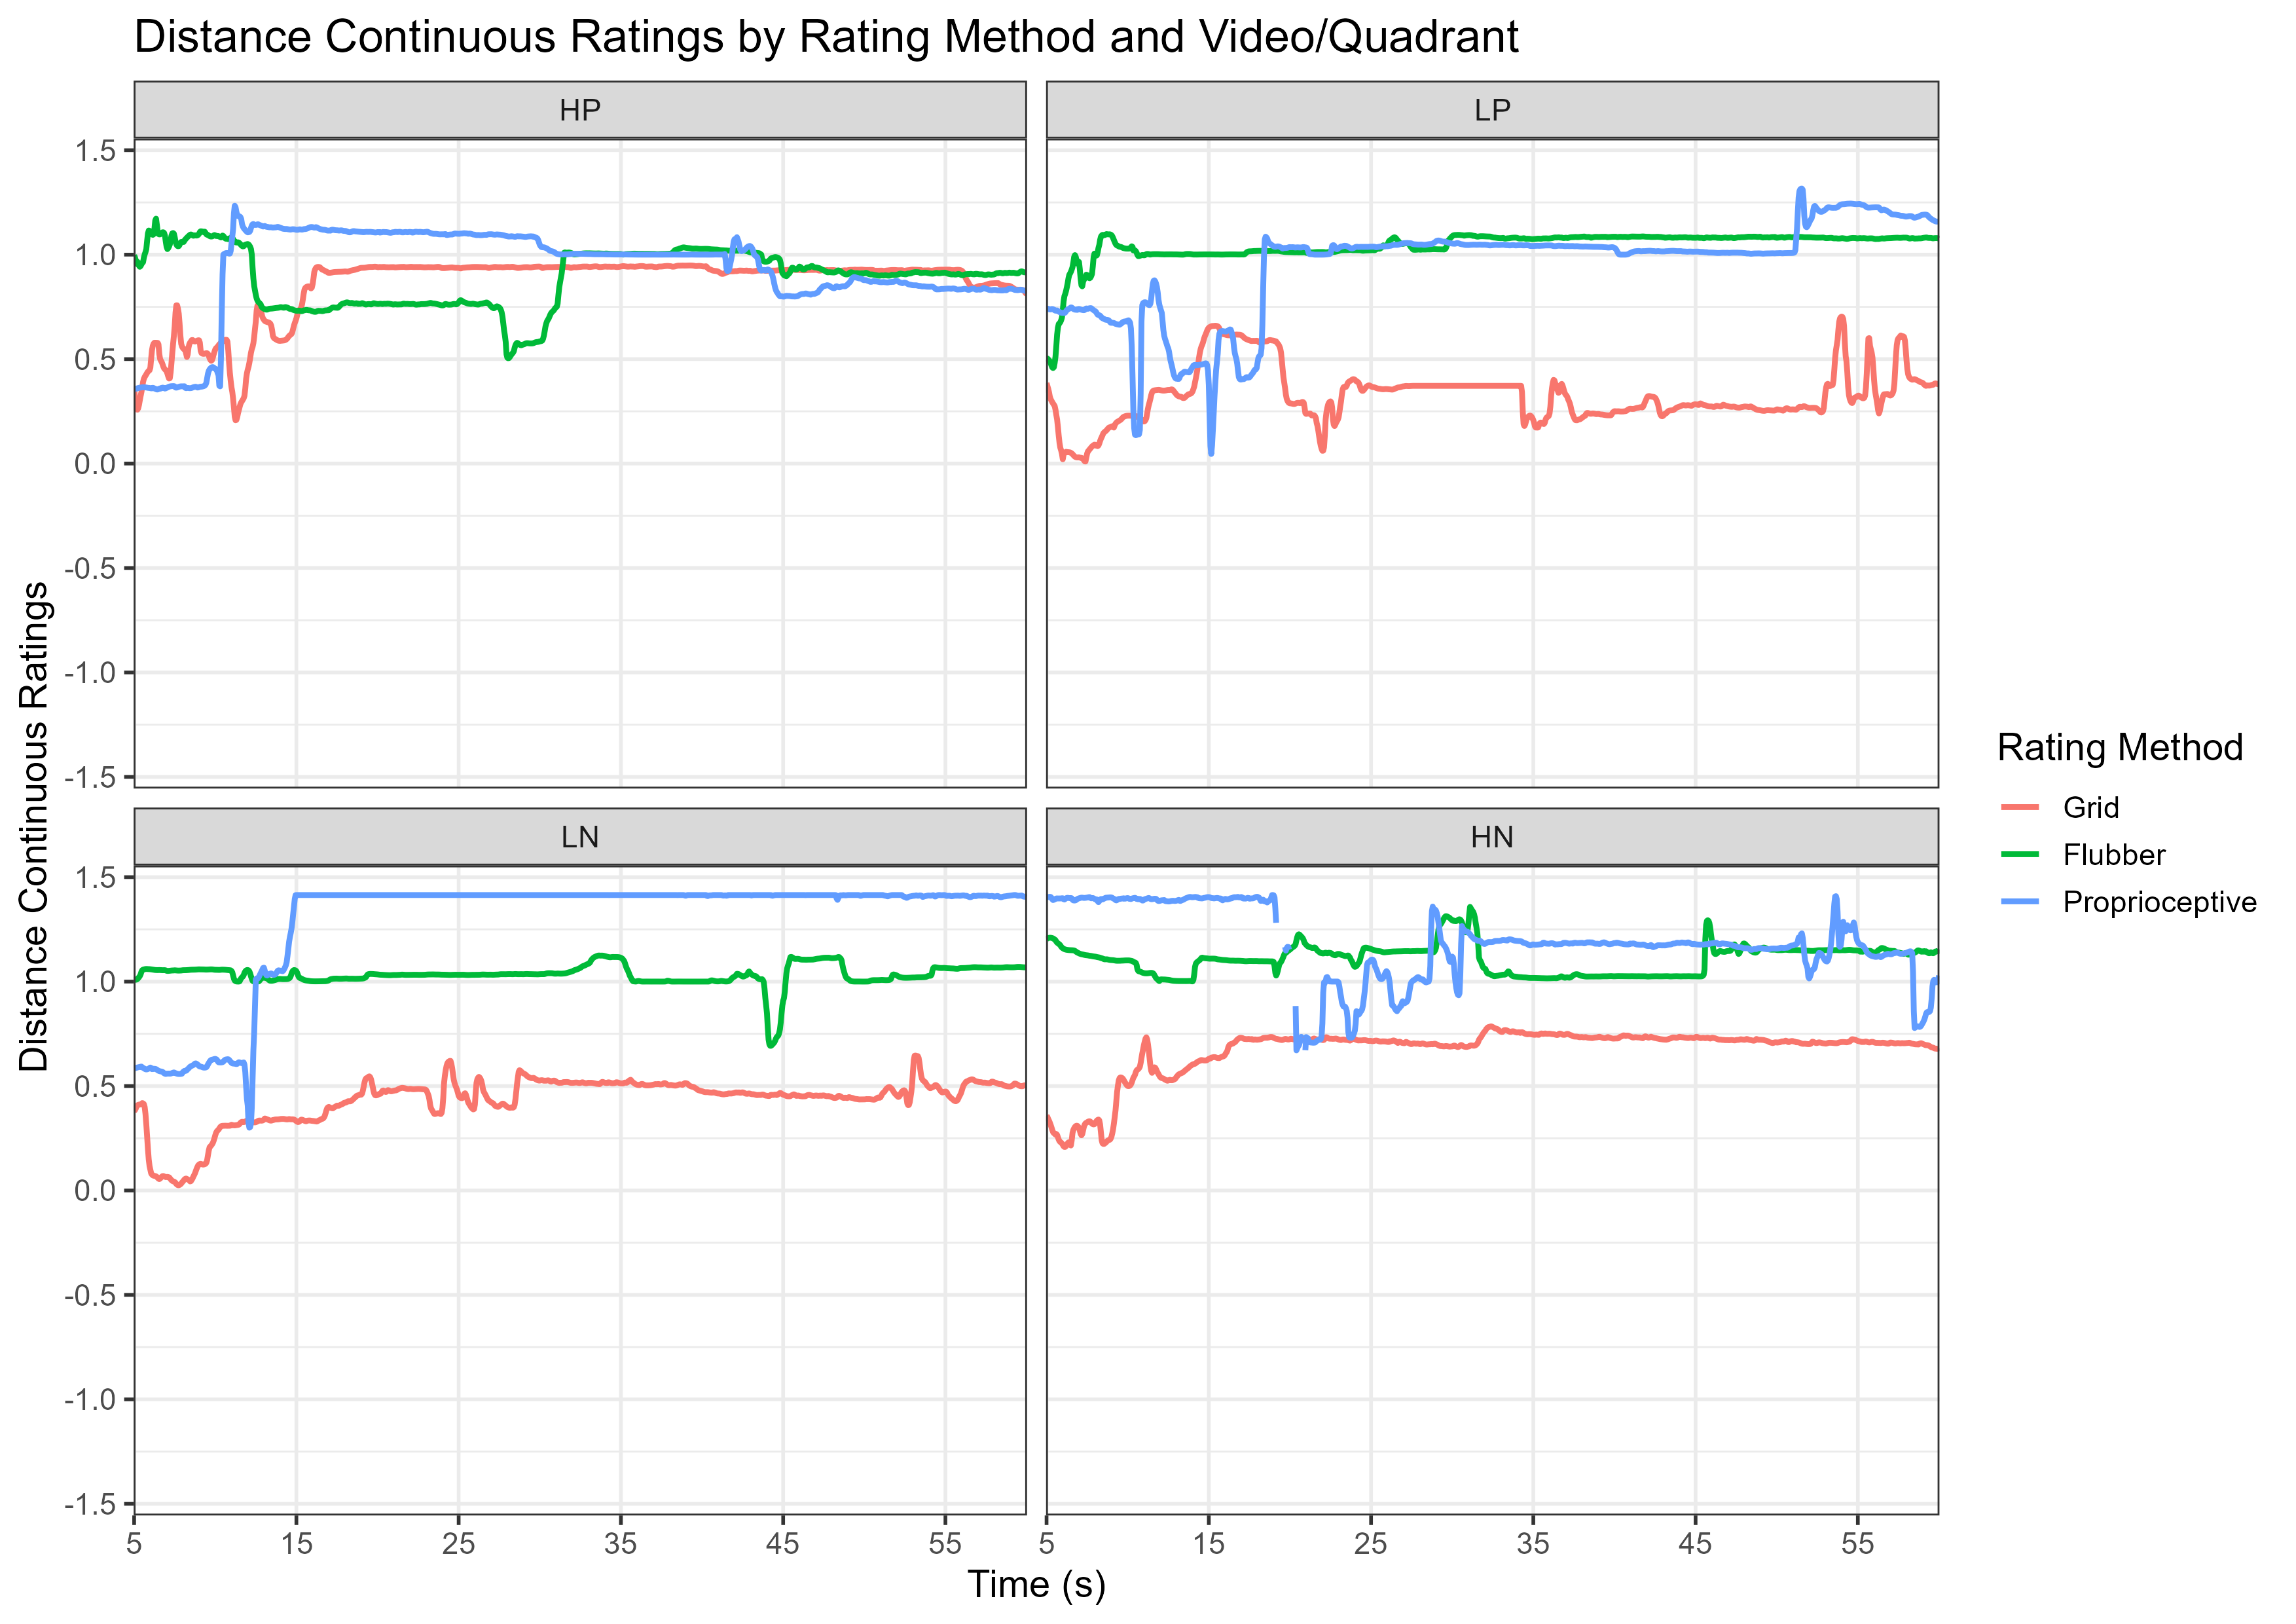 Distance Continuous Ratings by Rating Method and Video/Quadrant
HP
LP
1.5
1.0
0.5
0.0
-0.5
-1.0
-1.5
LN
HN
1.5
1.0
0.5
0.0
-0.5
-1.0
-1.5
5 15 25 35 45 55
5 15 25 35 45 55
Time (s)
Distance Continuous Ratings
Rating Method
Grid
Flubber
Proprioceptive